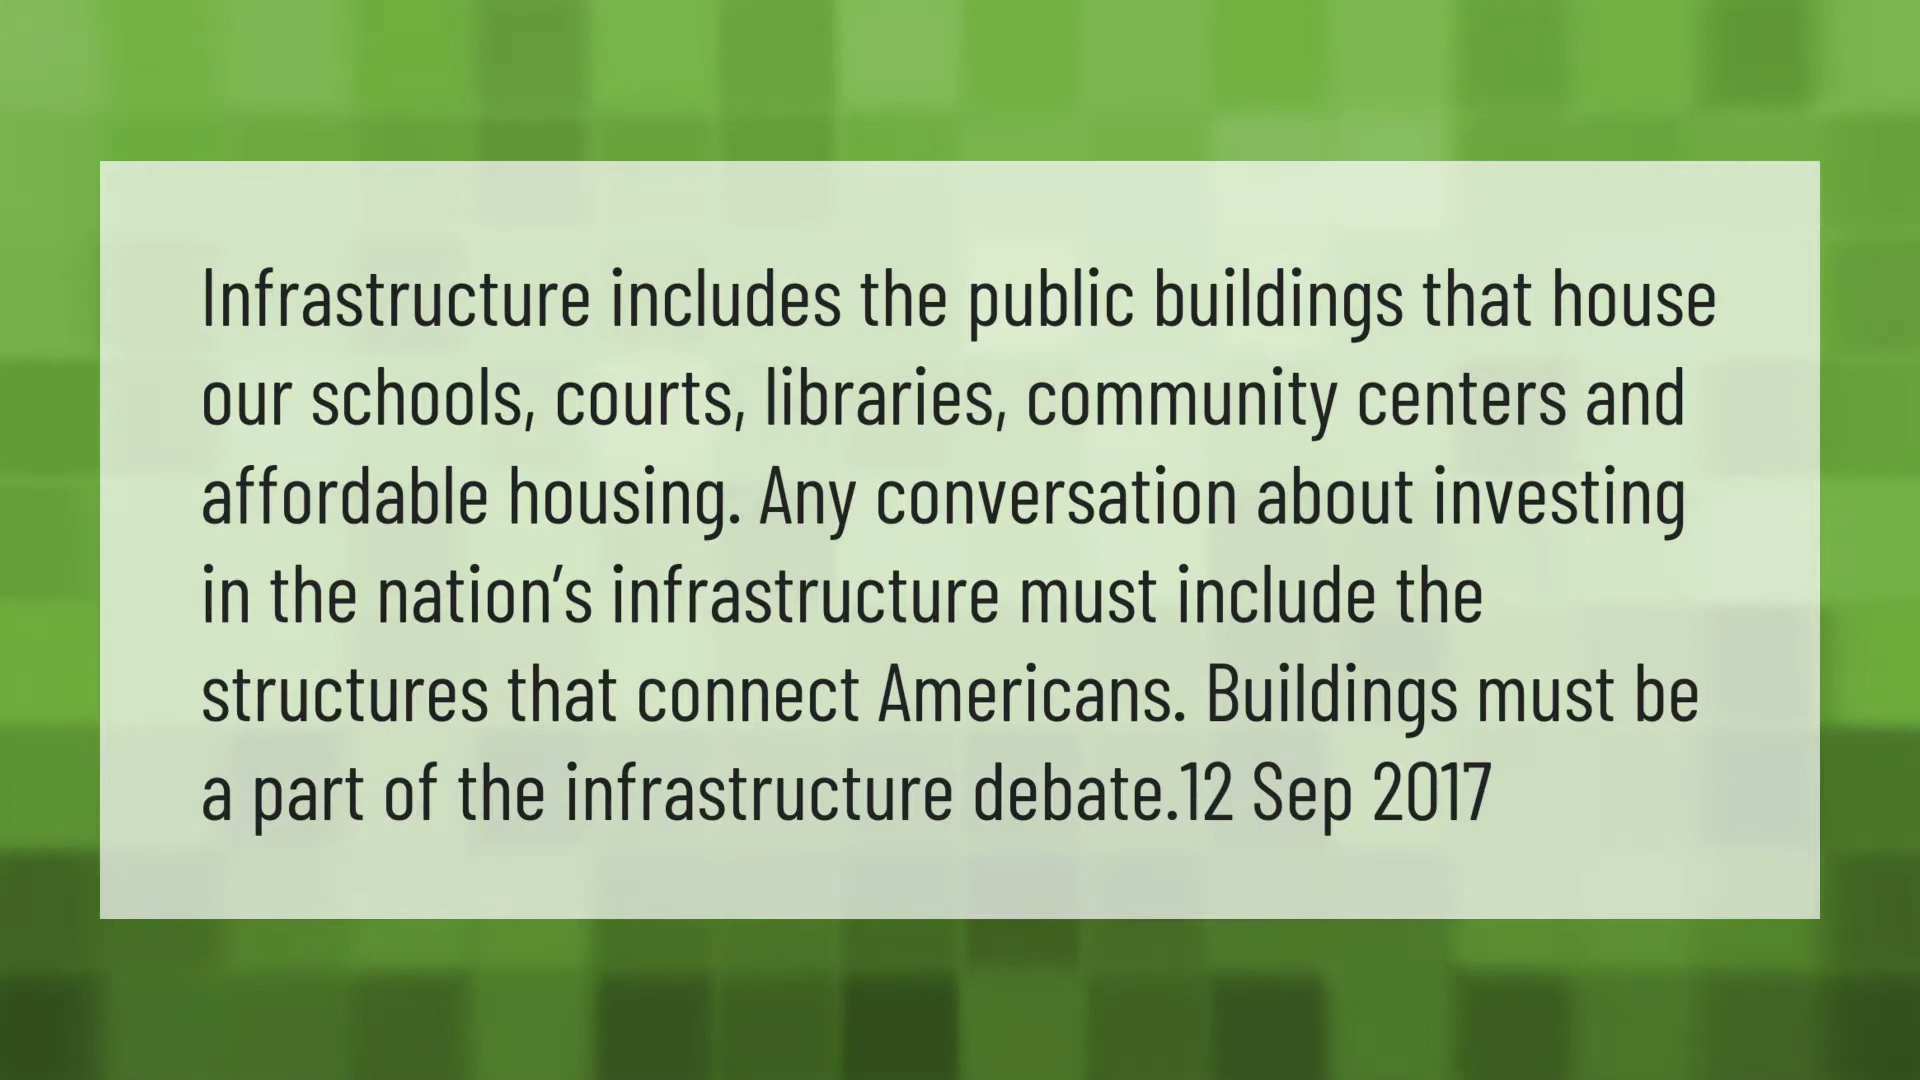 Infrastructure includes the public buildings that house
our schools, courts, libraries, community centers and
affordable housing. Any conversation about investing
in the nation’s infrastructure must include the
structures that connect Americans. Buildings must be
a part of the infrastructure debate.12 Sep 2017